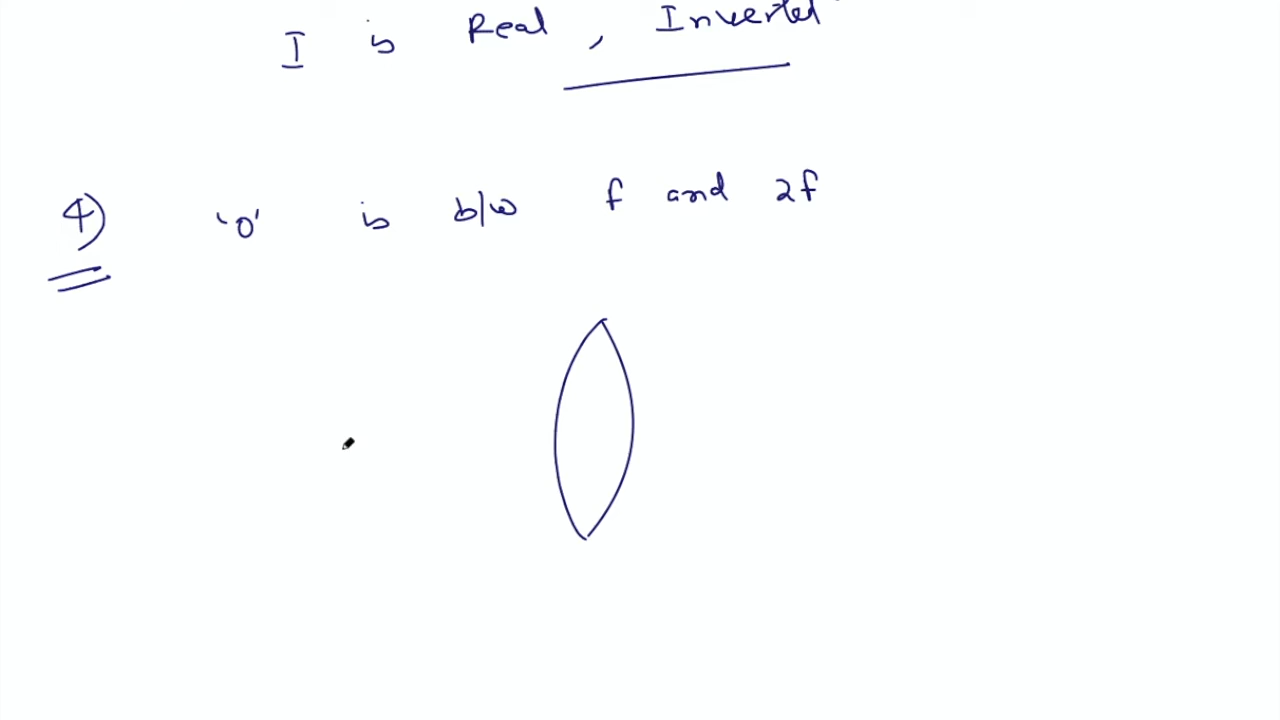 I is Real, Inverted
4) 'O' is b/w f and 2f